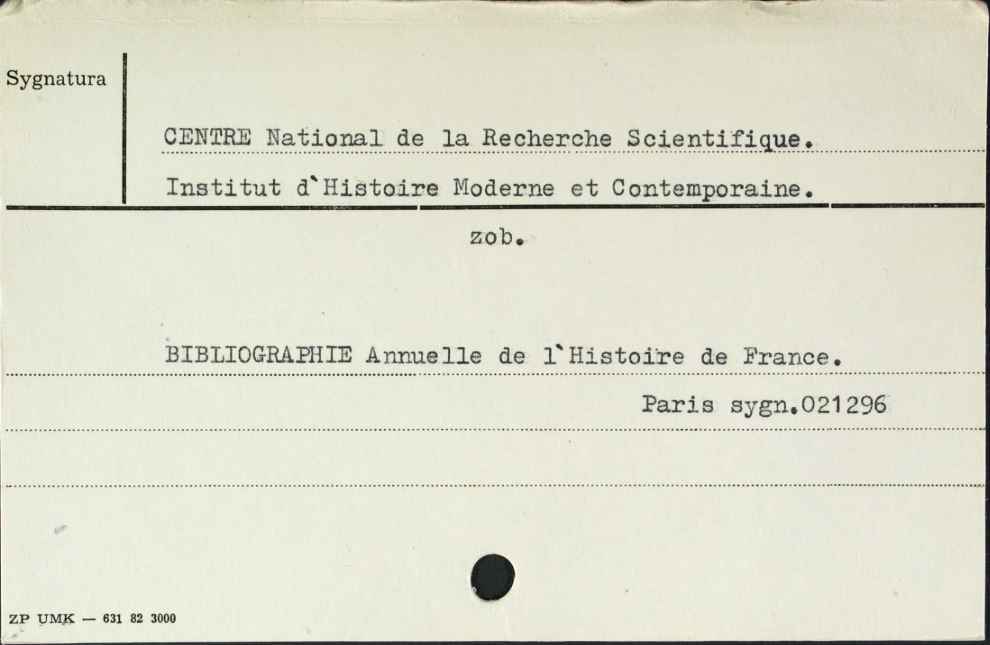 Sygnatura
CENTRE National de la Recherche Scientifique.
Institut d`Histoire Moderne et Contemporaine.
zob.
BIBLIOGRAPHIE Annuelle de l`Histoire de France.
Paris sygn.021296
ZP UMK — 631 82 3000